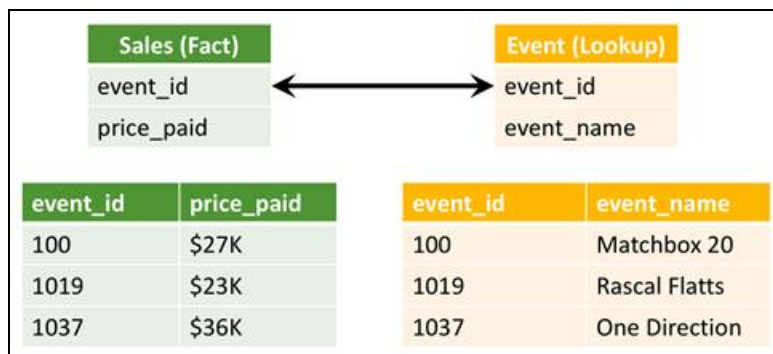 Sales (Fact)
event_id
price_paid
Event (Lookup)
event_id
event_name
event_id price_paid
100 $27K
1019 $23K
1037 $36K
event_id event_name
100 Matchbox 20
1019 Rascal Flatts
1037 One Direction